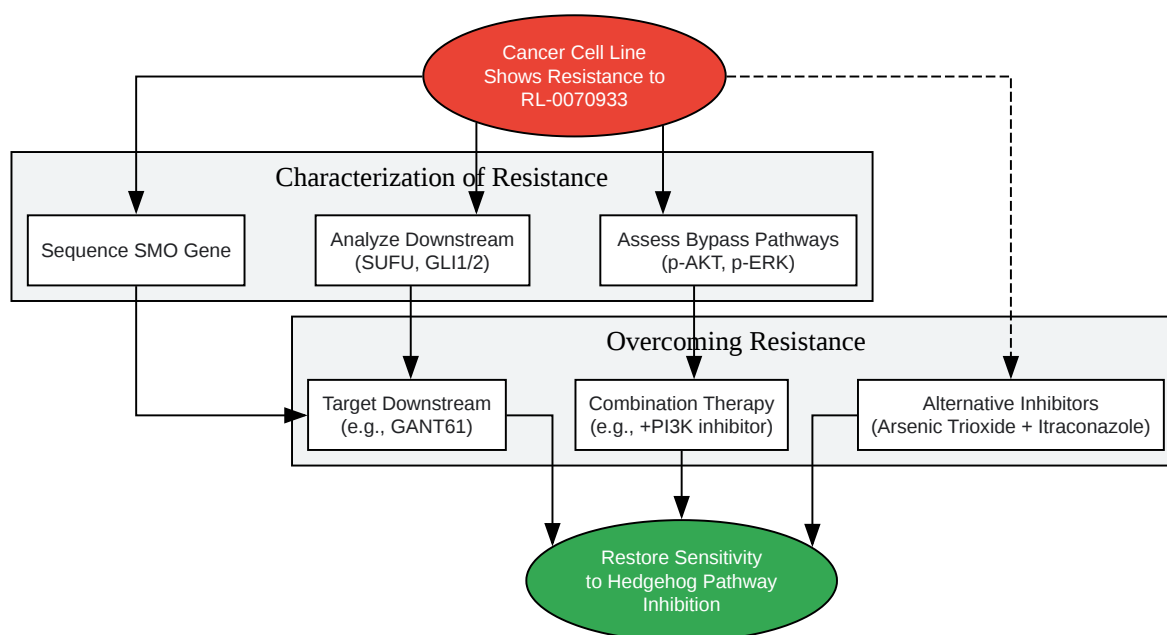 Cancer Cell Line
Shows Resistance to
RL-0070933
Characterization of Resistance
Sequence SMO Gene
Analyze Downstream
(SUFU, GLI1/2)
Assess Bypass Pathways
(p-AKT, p-ERK)
Overcoming Resistance
Target Downstream
(e.g., GANT61)
Combination Therapy
(e.g., +PI3K inhibitor)
Alternative Inhibitors
(Arsenic Trioxide + Itraconazole)
Restore Sensitivity
to Hedgehog Pathway
Inhibition